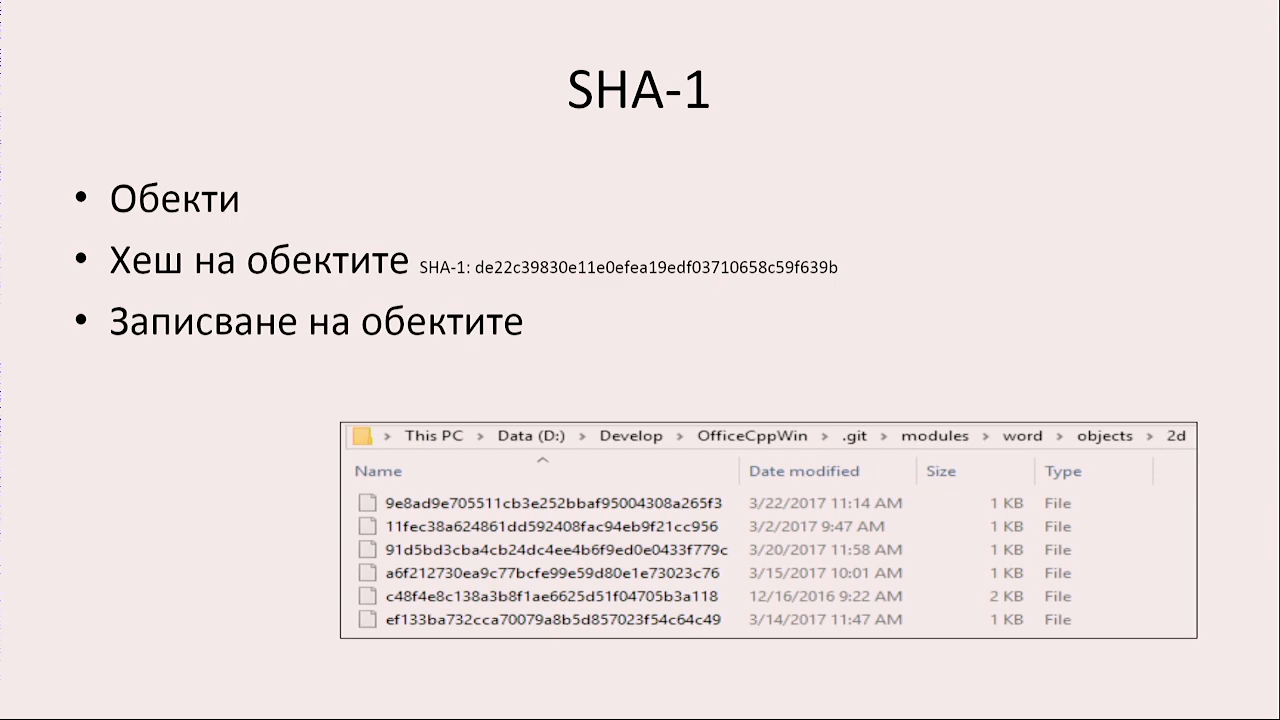 SHA-1
• Обекти
• Хеш на обектите SHA-1: de22c39830e11e0efea19edf03710658c59f639b
• Записване на обектите
> This PC > Data (D:) > Develop > OfficeCppWin > .git > modules > word > objects > 2d
Name Date modified Size Type
9e8ad9e705511cb3e252bbaf95004308a265f3 3/22/2017 11:14 AM 1 KB File
11fec38a624861dd592408fac94eb9f21cc956 3/2/2017 9:47 AM 1 KB File
91d5bd3cba4cb24dc4ee4b6f9ed0e0433f779c 3/20/2017 11:58 AM 1 KB File
a6f212730ea9c77bcfe99e59d80e1e73023c76 3/15/2017 10:01 AM 1 KB File
c48f4e8c138a3b8f1ae6625d51f04705b3a118 12/16/2016 9:22 AM 2 KB File
ef133ba732cca70079a8b5d857023f54c64c49 3/14/2017 11:47 AM 1 KB File